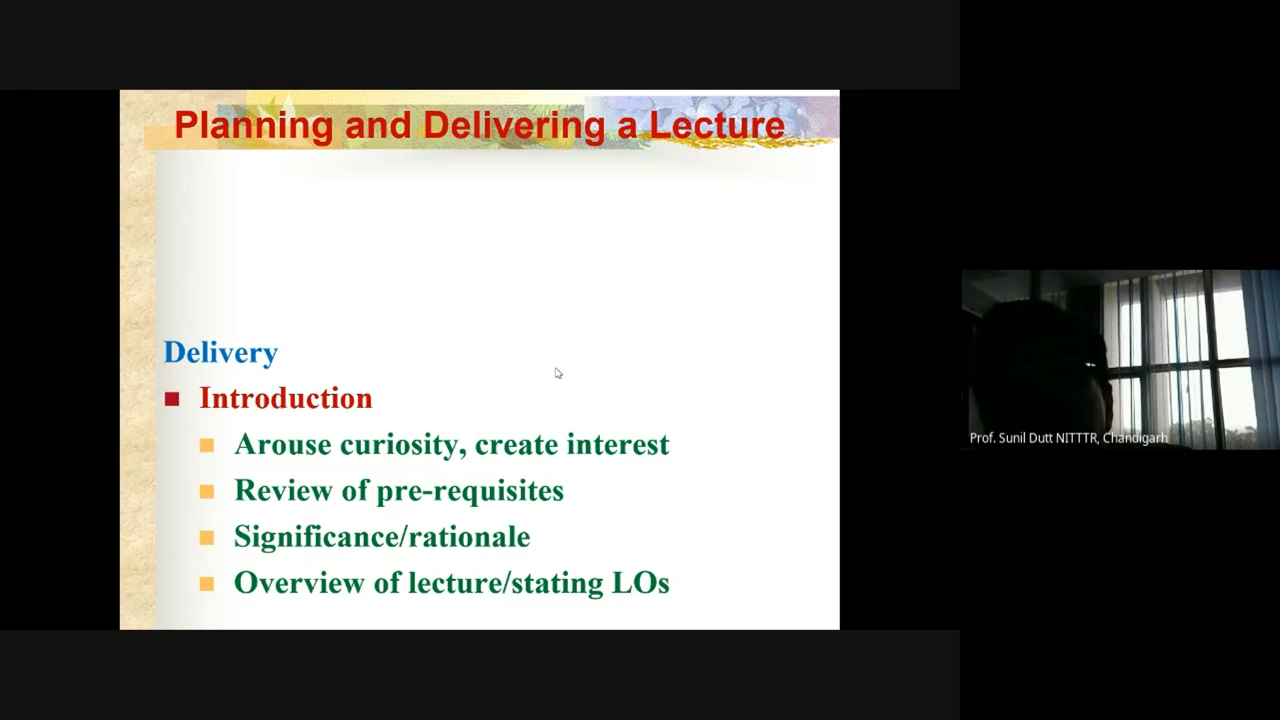 Planning and Delivering a Lecture
Delivery
Introduction
Arouse curiosity, create interest
Review of pre-requisites
Significance/rationale
Overview of lecture/stating LOs
Prof. Sunil Dutt NITTTR, Chandigarh